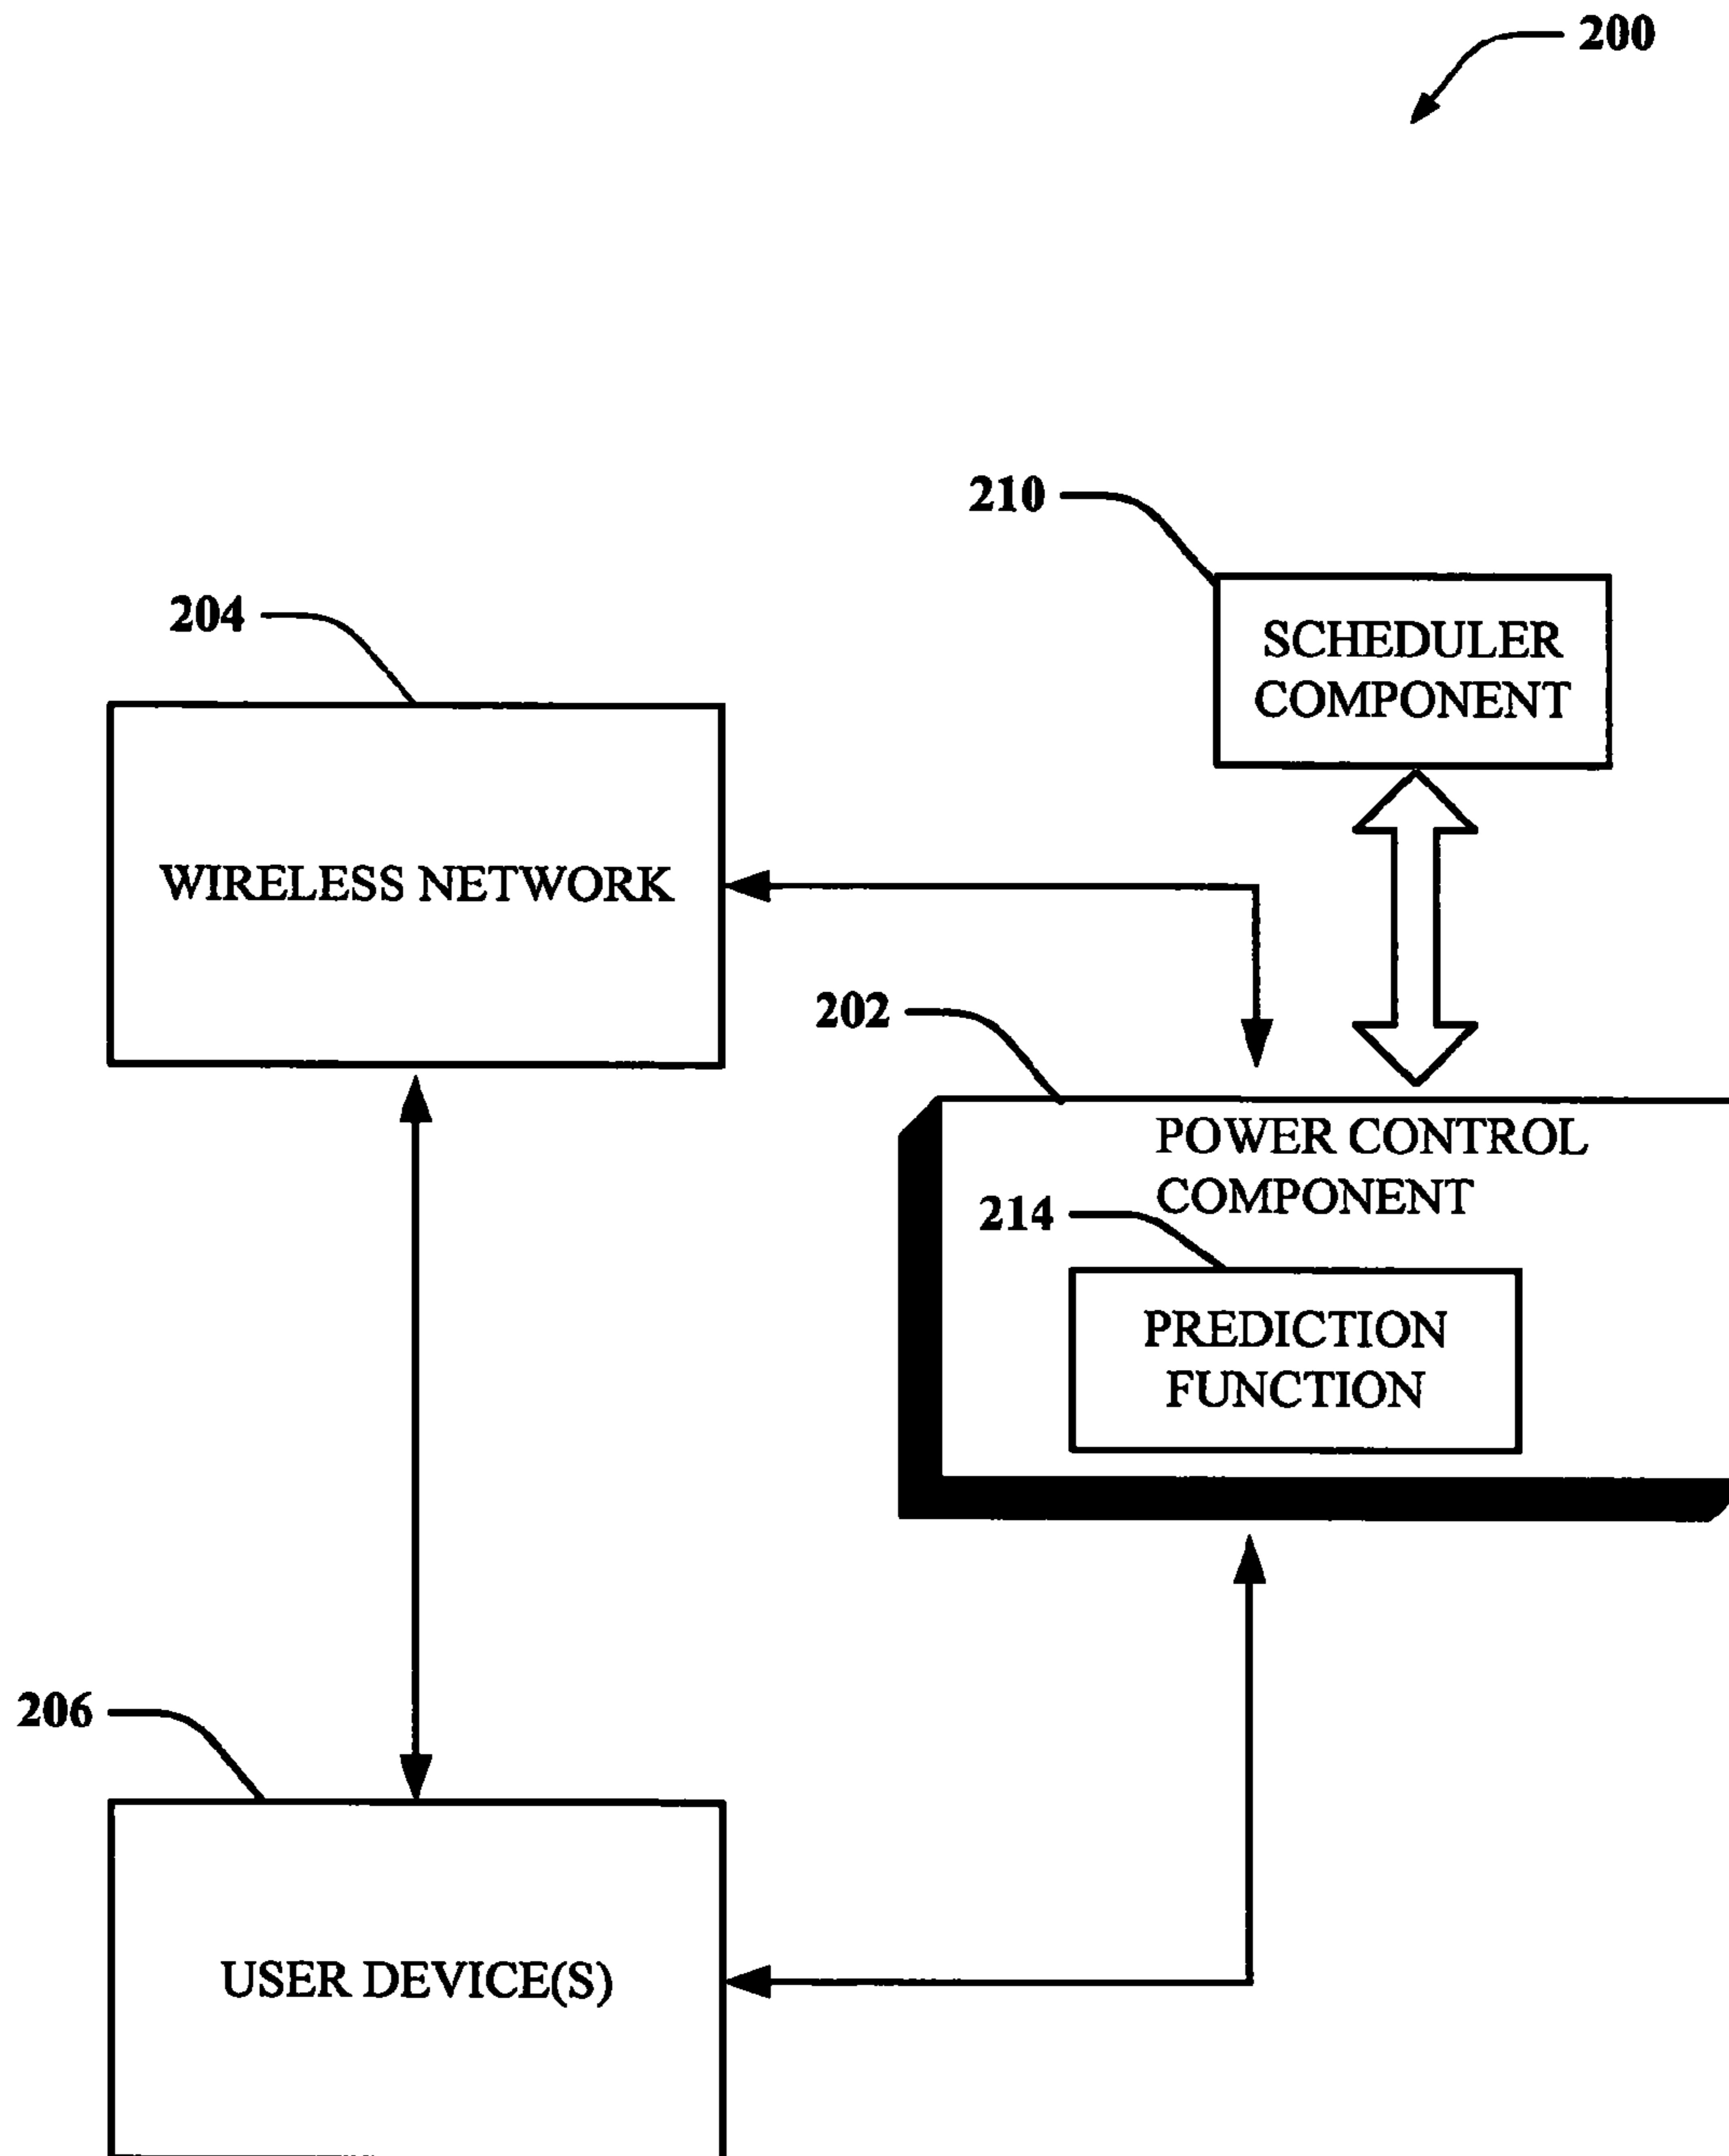 200
210
SCHEDULER
COMPONENT
204
WIRELESS NETWORK
202
POWER CONTROL
COMPONENT
214
PREDICTION
FUNCTION
206
USER DEVICE(S)